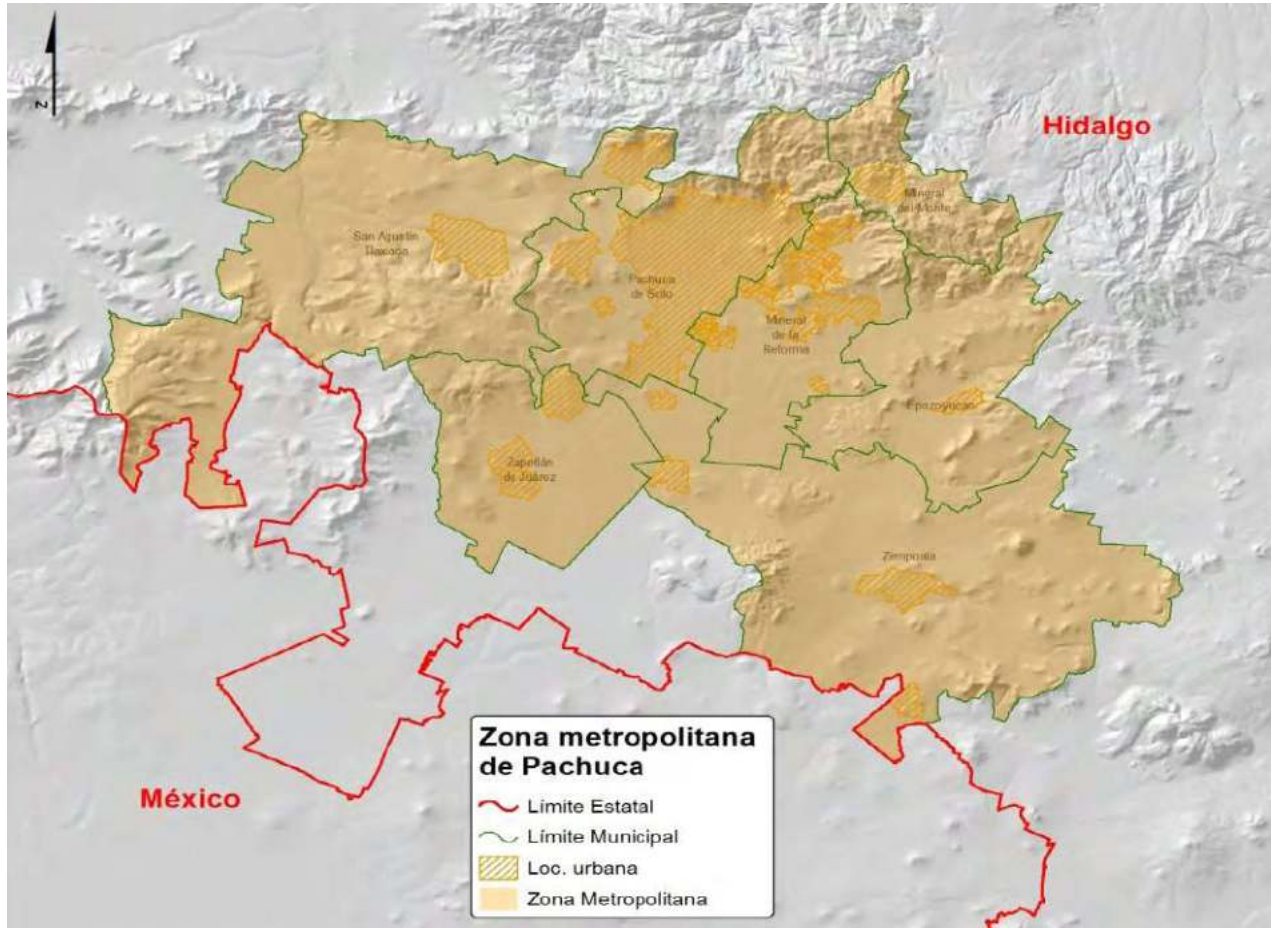 Z
Hidalgo
Mineral
del Monte
San Agustín
Tlaxiaca
Pachuca
de Soto
Mineral
de la
Reforma
Epazoyucan
Zapotlán
de Juárez
Zempoala
México
Zona metropolitana
de Pachuca
Límite Estatal
Límite Municipal
Loc. urbana
Zona Metropolitana